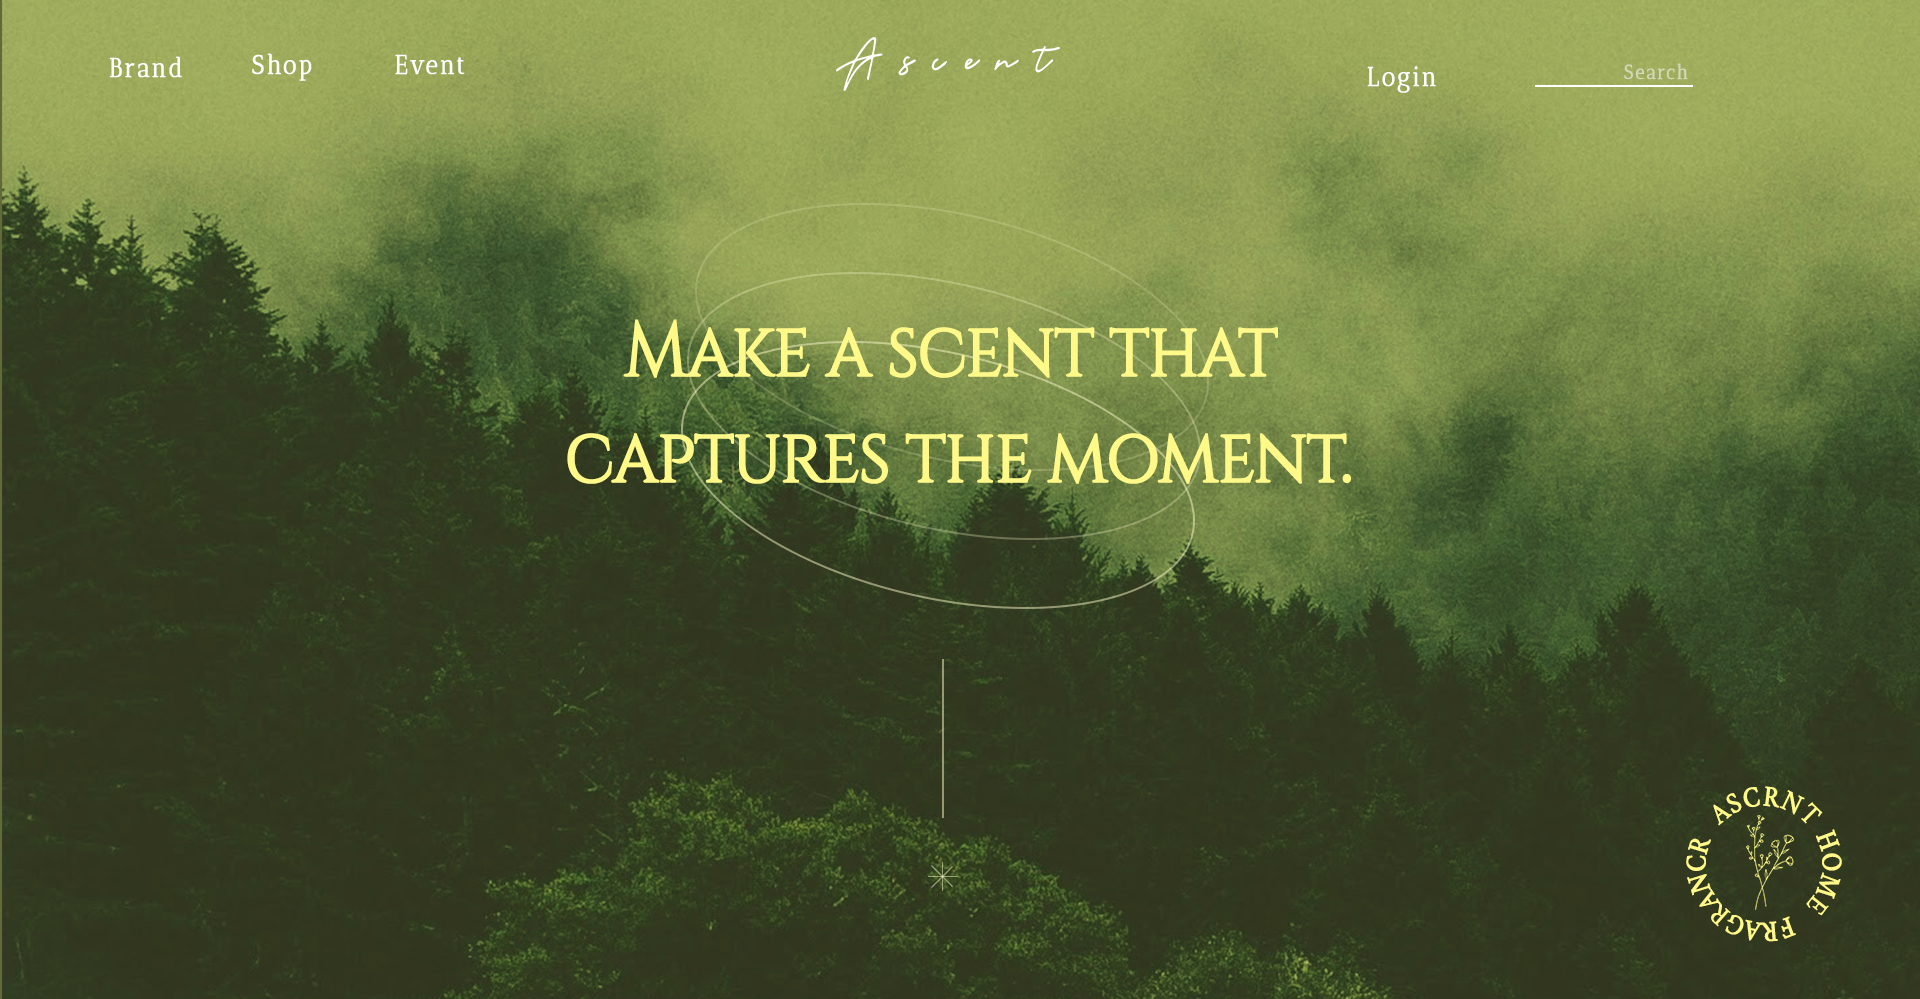 Brand Shop Event Ascent Login Search
MAKE A SCENT THAT
CAPTURES THE MOMENT.
ASCRNT HOME FRAGRANCR